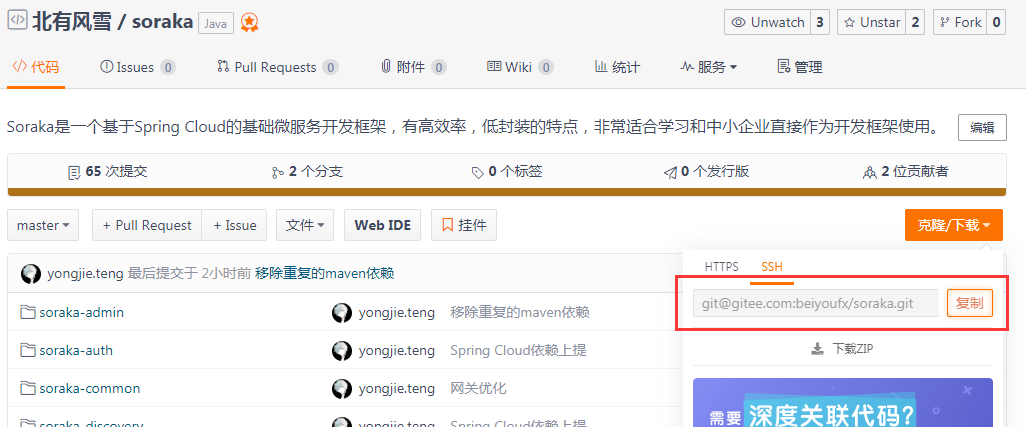 北有风雪 / soraka Java Unwatch 3 Unstar 2 Fork 0
代码 Issues 0 Pull Requests 0 附件 0 Wiki 0 统计 服务 管理
Soraka是一个基于Spring Cloud的基础微服务开发框架，有高效率，低封装的特点，非常适合学习和中小企业直接作为开发框架使用。 编辑
65 次提交 2 个分支 0 个标签 0 个发行版 2 位贡献者
master + Pull Request + Issue 文件 Web IDE 挂件 克隆/下载
HTTPS SSH
yongjie.teng 最后提交于 2小时前 移除重复的maven依赖
git@gitee.com:beiyoufx/soraka.git 复制
soraka-admin yongjie.teng 移除重复的maven依赖
下载ZIP
soraka-auth yongjie.teng Spring Cloud依赖上提
soraka-common yongjie.teng 网关优化
需要 深度关联代码?
soraka-discovery yongjie.teng Spring Cloud依赖上提